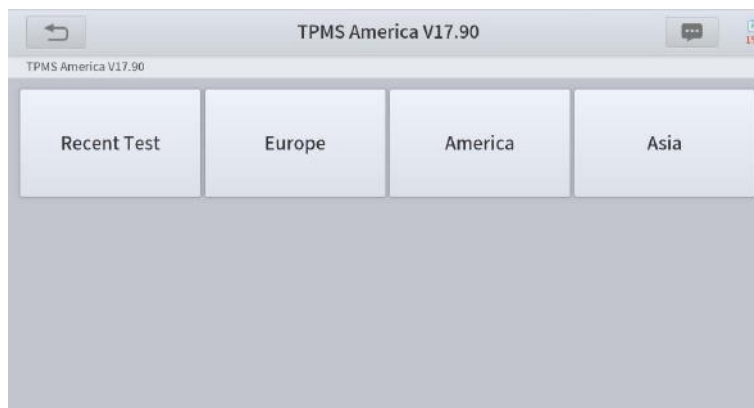 TPMS America V17.90
TPMS America V17.90
Recent Test
Europe
America
Asia